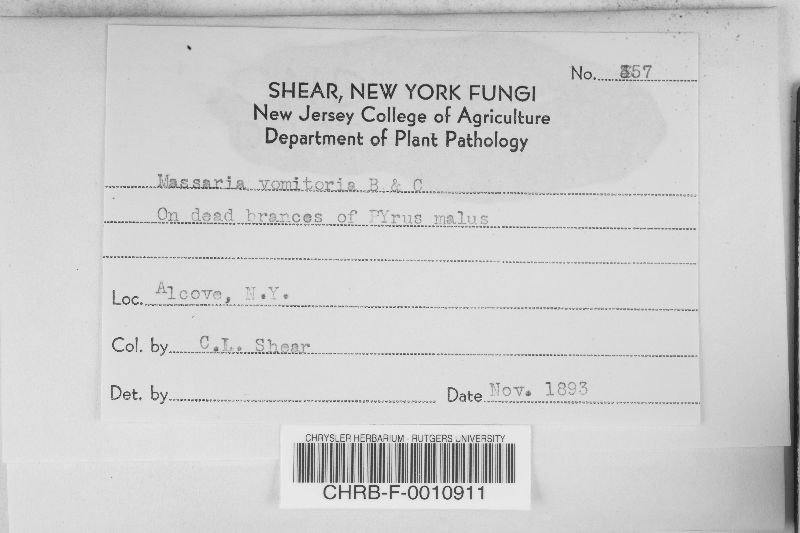 No. 357
SHEAR, NEW YORK FUNGI
New Jersey College of Agriculture
Department of Plant Pathology
Massaria vomitoria B & C
On dead brances of PYrus malus
Loc. Alcove, N.Y.
Col. by C.L. Shear
Det. by
Date Nov. 1893
CHRYSLER HERBARIUM - RUTGERS UNIVERSITY
CHRB-F-0010911